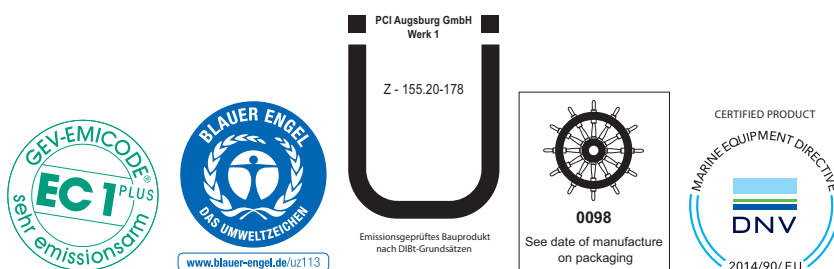 GEV-EMICODE®
EC1 PLUS
sehr emissionsarm
BLAUER ENGEL
DAS UMWELTZEICHEN
www.blauer-engel.de/uz113
PCI Augsburg GmbH
Werk 1
Z - 155.20-178
Emissionsgeprüftes Bauprodukt
nach DIBt-Grundsätzen
0098
See date of manufacture
on packaging
CERTIFIED PRODUCT
MARINE EQUIPMENT DIRECTIVE
DNV
2014/90/EU